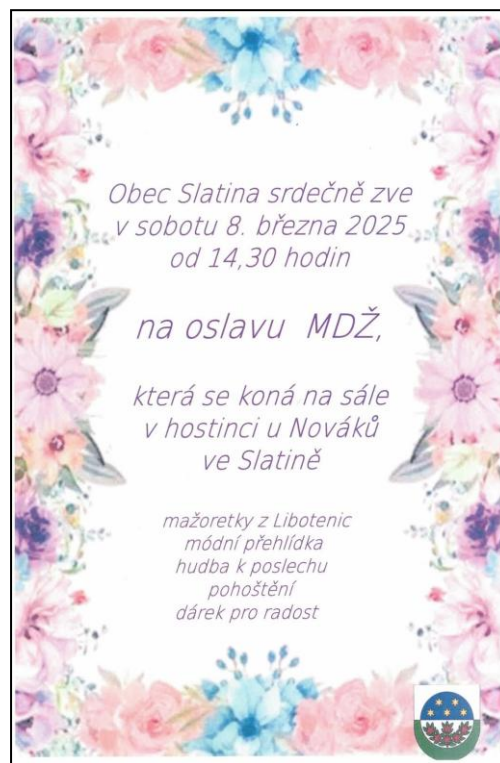 Obec Slatina srdečně zve
v sobotu 8. března 2025
od 14,30 hodin
na oslavu MDŽ,
která se koná na sále
v hostinci u Nováků
ve Slatině
mažoretky z Libotenic
módní přehlídka
hudba k poslechu
pohoštění
dárek pro radost